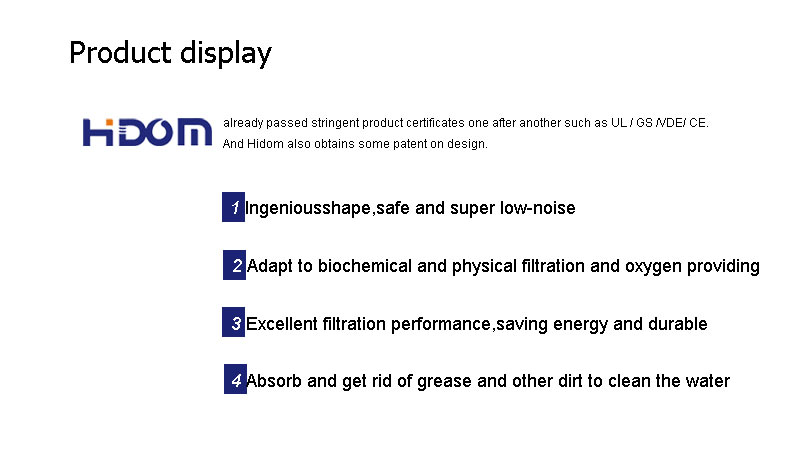 Product display
HiDOM already passed stringent product certificates one after another such as UL / GS /VDE/ CE.
And Hidom also obtains some patent on design.
1 Ingeniousshape,safe and super low-noise
2 Adapt to biochemical and physical filtration and oxygen providing
3 Excellent filtration performance,saving energy and durable
4 Absorb and get rid of grease and other dirt to clean the water